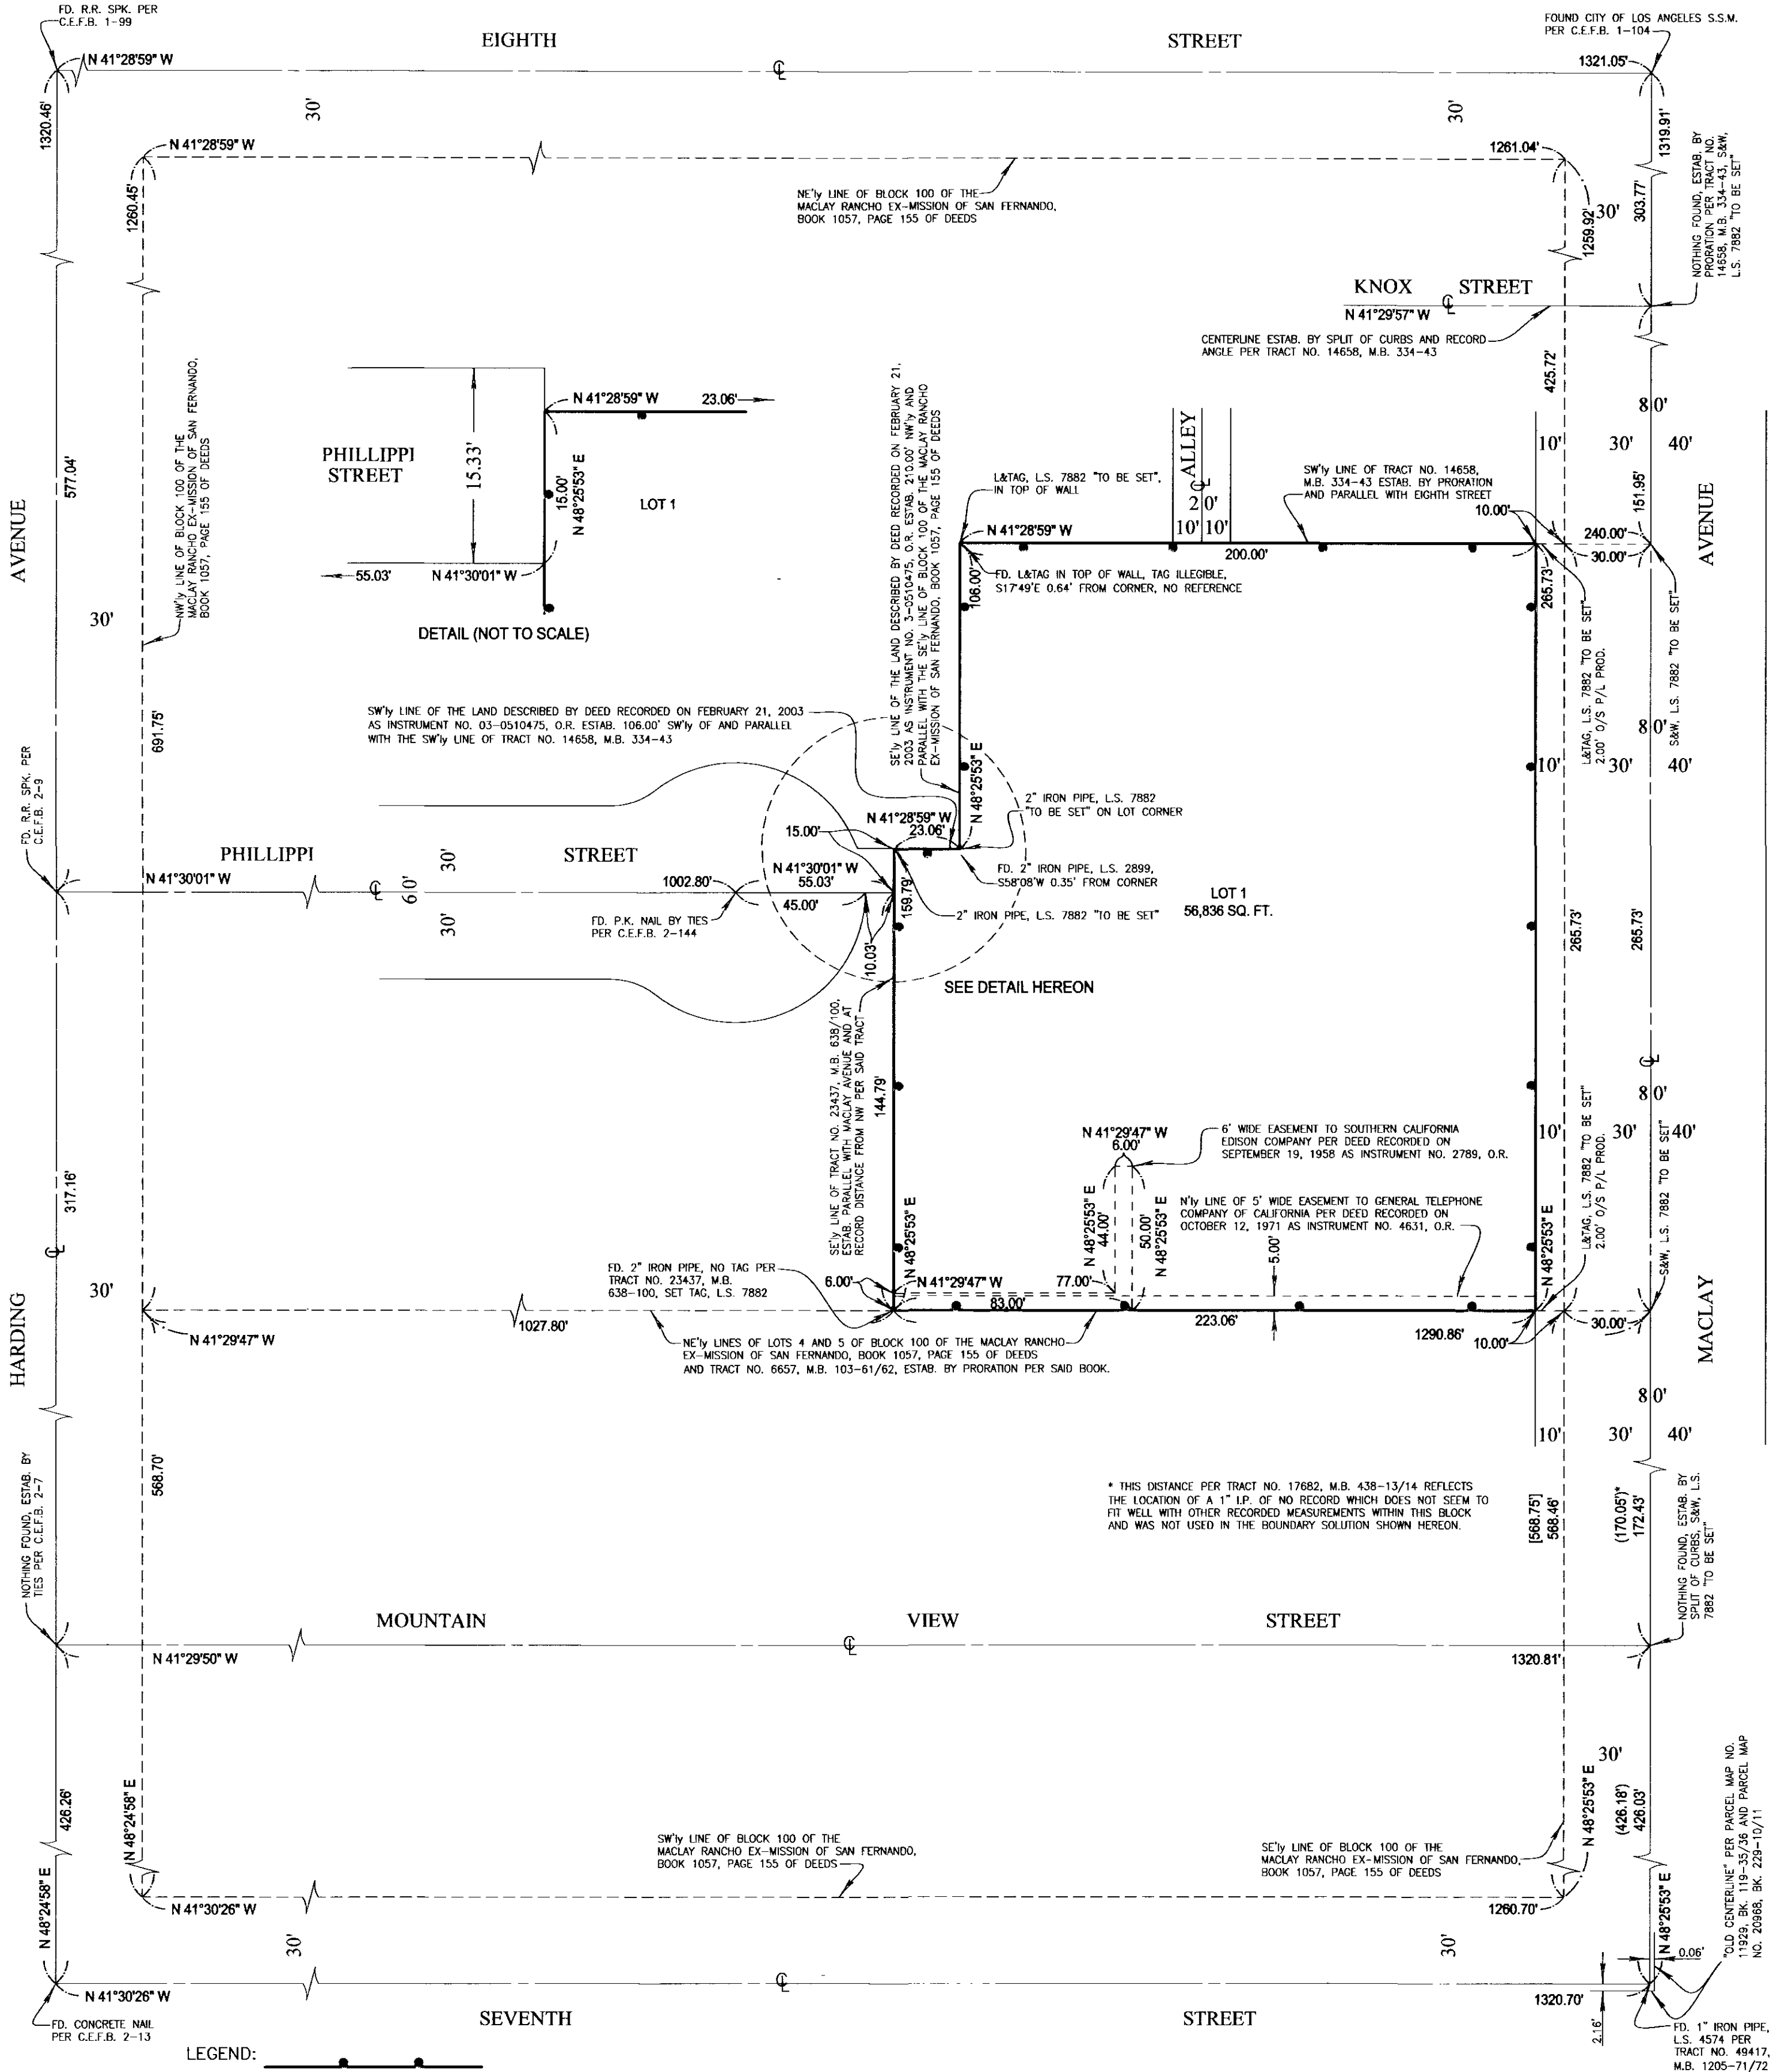 FD. R.R. SPK. PER
C.E.F.B. 1-99
EIGHTH STREET
FOUND CITY OF LOS ANGELES S.S.M.
PER C.E.F.B. 1-104
N 41°28'59" W
℄
1321.05'
1320.46'
30'
30'
1319.91'
N 41°28'59" W
1261.04'
NE'ly LINE OF BLOCK 100 OF THE
MACLAY RANCHO EX-MISSION OF SAN FERNANDO,
BOOK 1057, PAGE 155 OF DEEDS
1260.45'
1259.92'
30'
303.77'
NOTHING FOUND, ESTAB. BY
PRORATION PER TRACT NO.
14658, M.B. 334-43, S&W,
L.S. 7882 "TO BE SET"
KNOX STREET
℄
N 41°29'57" W
CENTERLINE ESTAB. BY SPLIT OF CURBS AND RECORD
ANGLE PER TRACT NO. 14658, M.B. 334-43
425.72'
80'
10'
30'
40'
NW'ly LINE OF BLOCK 100 OF THE
MACLAY RANCHO EX-MISSION OF SAN FERNANDO,
BOOK 1057, PAGE 155 OF DEEDS
N 41°28'59" W
23.06'
PHILLIPPI
STREET
15.33'
15.00'
N 48°25'53" E
LOT 1
55.03'
N 41°30'01" W
DETAIL (NOT TO SCALE)
SE'ly LINE OF THE LAND DESCRIBED BY DEED RECORDED ON FEBRUARY 21,
2003 AS INSTRUMENT NO. 3-0510475, O.R. ESTAB. 210.00' NW'ly AND
PARALLEL WITH THE SE'ly LINE OF BLOCK 100 OF THE MACLAY RANCHO
EX-MISSION OF SAN FERNANDO, BOOK 1057, PAGE 155 OF DEEDS
L&TAG, L.S. 7882 "TO BE SET",
IN TOP OF WALL
ALLEY
℄
20'
10' 10'
SW'ly LINE OF TRACT NO. 14658,
M.B. 334-43 ESTAB. BY PRORATION
AND PARALLEL WITH EIGHTH STREET
10.00'
151.95'
N 41°28'59" W
200.00'
240.00'
30.00'
FD. L&TAG IN TOP OF WALL, TAG ILLEGIBLE,
S17°49'E 0.64' FROM CORNER, NO REFERENCE
106.00'
265.73'
AVENUE
AVENUE
577.04'
30'
691.75'
L&TAG, L.S. 7882 "TO BE SET"
2.00' O/S P/L PROD.
S&W, L.S. 7882 "TO BE SET"
SW'ly LINE OF THE LAND DESCRIBED BY DEED RECORDED ON FEBRUARY 21, 2003
AS INSTRUMENT NO. 03-0510475, O.R. ESTAB. 106.00' SW'ly OF AND PARALLEL
WITH THE SW'ly LINE OF TRACT NO. 14658, M.B. 334-43
80'
10'
30'
40'
N 48°25'53" E
FD. R.R. SPK. PER
C.E.F.B. 2-9
2" IRON PIPE, L.S. 7882
"TO BE SET" ON LOT CORNER
N 41°28'59" W
23.06'
15.00'
PHILLIPPI STREET
30'
N 41°30'01" W
℄
60'
30'
1002.80'
N 41°30'01" W
55.03'
45.00'
159.79'
FD. 2" IRON PIPE, L.S. 2899,
S58°08'W 0.35' FROM CORNER
LOT 1
56,836 SQ. FT.
2" IRON PIPE, L.S. 7882 "TO BE SET"
FD. P.K. NAIL BY TIES
PER C.E.F.B. 2-144
10.03'
265.73'
265.73'
SEE DETAIL HEREON
SE'ly LINE OF TRACT NO. 23437, M.B. 638/100,
ESTAB. PARALLEL WITH MACLAY AVENUE AND AT
RECORD DISTANCE FROM NW PER SAID TRACT
144.79'
℄
80'
10'
30'
40'
N 41°29'47" W
6.00'
6' WIDE EASEMENT TO SOUTHERN CALIFORNIA
EDISON COMPANY PER DEED RECORDED ON
SEPTEMBER 19, 1958 AS INSTRUMENT NO. 2789, O.R.
N 48°25'53" E
44.00'
50.00'
N 48°25'53" E
N'ly LINE OF 5' WIDE EASEMENT TO GENERAL TELEPHONE
COMPANY OF CALIFORNIA PER DEED RECORDED ON
OCTOBER 12, 1971 AS INSTRUMENT NO. 4631, O.R.
5.00'
L&TAG, L.S. 7882 "TO BE SET"
2.00' O/S P/L PROD.
S&W, L.S. 7882 "TO BE SET"
N 48°25'53" E
N 48°25'53" E
317.16'
℄
FD. 2" IRON PIPE, NO TAG PER
TRACT NO. 23437, M.B.
638-100, SET TAG, L.S. 7882
6.00'
N 41°29'47" W
77.00'
83.00'
223.06'
1290.86'
10.00'
30.00'
30'
N 41°29'47" W
1027.80'
NE'ly LINES OF LOTS 4 AND 5 OF BLOCK 100 OF THE MACLAY RANCHO
EX-MISSION OF SAN FERNANDO, BOOK 1057, PAGE 155 OF DEEDS
AND TRACT NO. 6657, M.B. 103-61/62, ESTAB. BY PRORATION PER SAID BOOK.
HARDING
MACLAY
80'
10'
30'
40'
NOTHING FOUND, ESTAB. BY
TIES PER C.E.F.B. 2-7
568.70'
* THIS DISTANCE PER TRACT NO. 17682, M.B. 438-13/14 REFLECTS
THE LOCATION OF A 1" I.P. OF NO RECORD WHICH DOES NOT SEEM TO
FIT WELL WITH OTHER RECORDED MEASUREMENTS WITHIN THIS BLOCK
AND WAS NOT USED IN THE BOUNDARY SOLUTION SHOWN HEREON.
[568.75']
568.46'
(170.05')*
172.43'
NOTHING FOUND, ESTAB. BY
SPLIT OF CURBS, S&W, L.S.
7882 "TO BE SET"
MOUNTAIN VIEW STREET
℄
N 41°29'50" W
1320.81'
426.26'
N 48°24'58" E
N 48°24'58" E
30'
N 48°25'53" E
(426.18')
426.03'
SW'ly LINE OF BLOCK 100 OF THE
MACLAY RANCHO EX-MISSION OF SAN FERNANDO,
BOOK 1057, PAGE 155 OF DEEDS
SE'ly LINE OF BLOCK 100 OF THE
MACLAY RANCHO EX-MISSION OF SAN FERNANDO,
BOOK 1057, PAGE 155 OF DEEDS
"OLD CENTERLINE" PER PARCEL MAP NO.
11929, BK. 119-35/36 AND PARCEL MAP
NO. 20968, BK. 229-10/11
N 41°30'26" W
1260.70'
30'
30'
N 48°25'53" E
0.06'
℄
N 41°30'26" W
1320.70'
2.16'
FD. CONCRETE NAIL
PER C.E.F.B. 2-13
SEVENTH STREET
FD. 1" IRON PIPE,
L.S. 4574 PER
TRACT NO. 49417,
M.B. 1205-71/72
LEGEND: